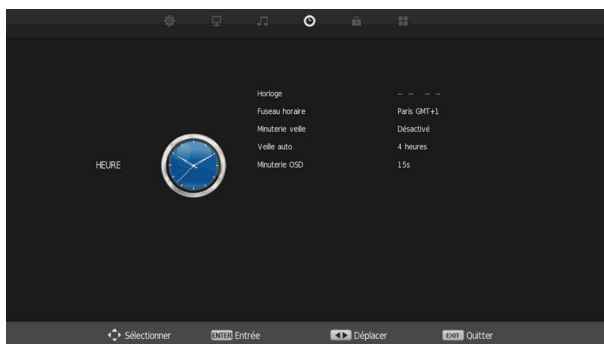 Horloge -- -- -- --
Fuseau horaire Paris GMT+1
Minuterie velle Désactivé
Veille auto 4 heures
HEURE
Minuterie OSD 15s
Sélectionner ENTER Entrée Déplacer EXIT Quitter